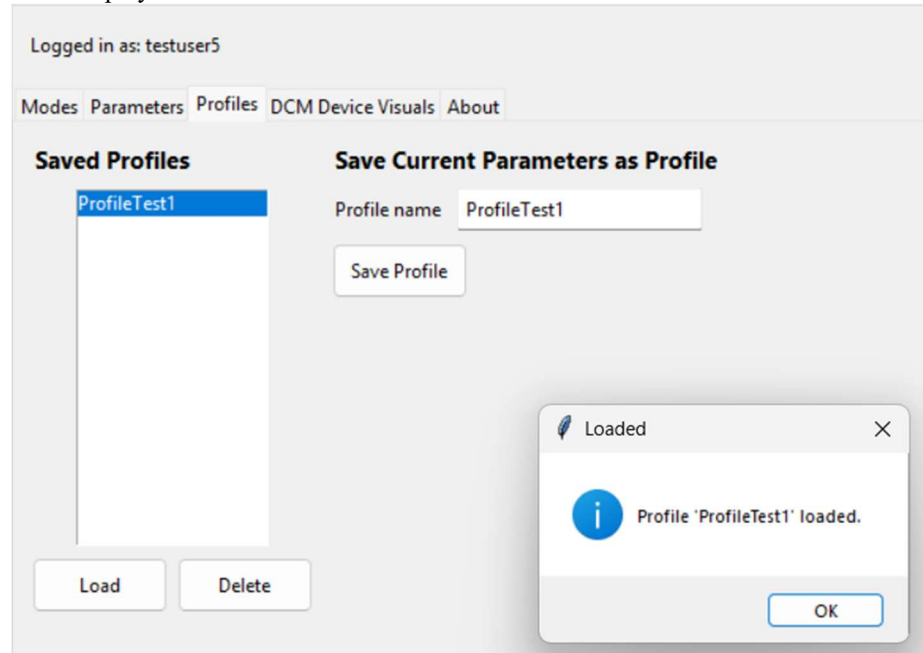 Logged in as: testuser5
Modes Parameters Profiles DCM Device Visuals About
Saved Profiles
ProfileTest1
Load Delete
Save Current Parameters as Profile
Profile name ProfileTest1
Save Profile
Loaded
Profile 'ProfileTest1' loaded.
OK